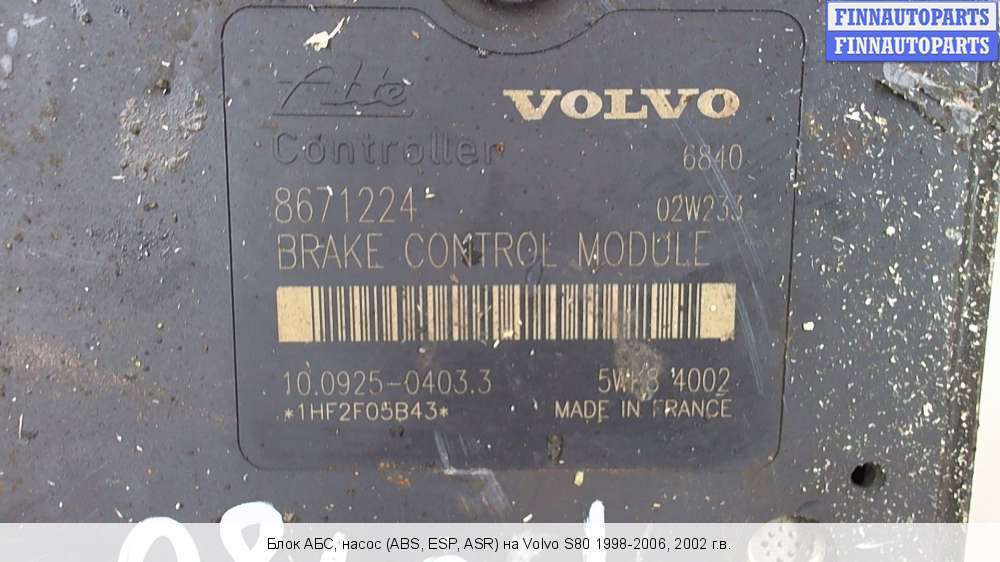 FINNAUTOPARTS
FINNAUTOPARTS
Ate
VOLVO
Controller
6840
8671224
02W233
BRAKE CONTROL MODULE
10.0925-0403.3
4002
*1HF2F05B43*
MADE IN FRANCE
Блок АБС, насос (ABS, ESP, ASR) на Volvo S80 1998-2006, 2002 г.в.